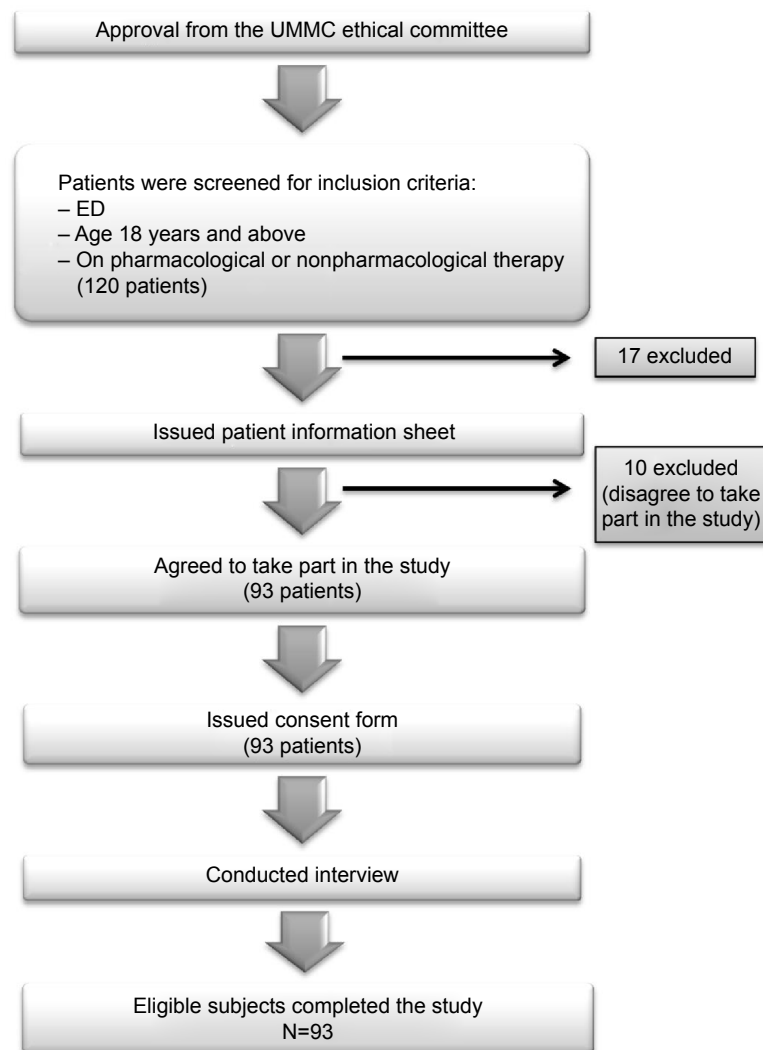 Approval from the UMMC ethical committee
Patients were screened for inclusion criteria:
– ED
– Age 18 years and above
– On pharmacological or nonpharmacological therapy
(120 patients)
17 excluded
Issued patient information sheet
10 excluded
(disagree to take
part in the study)
Agreed to take part in the study
(93 patients)
Issued consent form
(93 patients)
Conducted interview
Eligible subjects completed the study
N=93